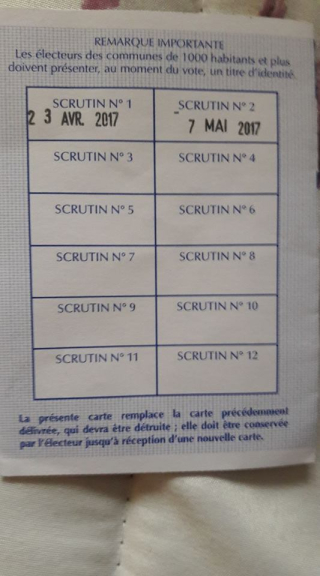 REMARQUE IMPORTANTE
Les électeurs des communes de 1000 habitants et plus
doivent présenter, au moment du vote, un titre d'identité.
SCRUTIN N° 1
2 3 AVR. 2017
SCRUTIN N° 2
7 MAI 2017
SCRUTIN N° 3
SCRUTIN N° 4
SCRUTIN N° 5
SCRUTIN N° 6
SCRUTIN N° 7
SCRUTIN N° 8
SCRUTIN N° 9
SCRUTIN N° 10
SCRUTIN N° 11
SCRUTIN N° 12
La présente carte remplace la carte précédemment
délivrée, qui devra être détruite ; elle doit être conservée
par l'électeur jusqu'à réception d'une nouvelle carte.